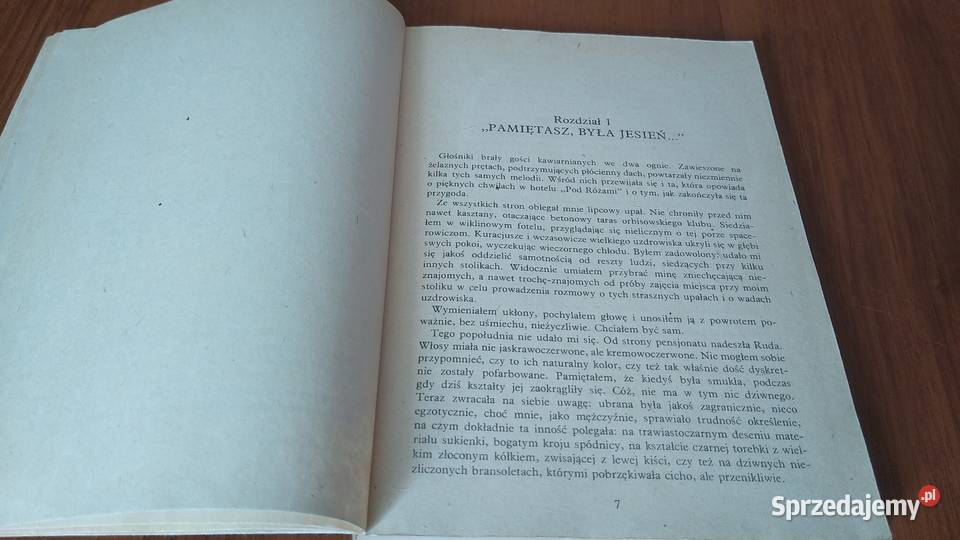 Rozdział 1
„PAMIĘTASZ, BYŁA JESIEŃ..."
Głośniki brały gości kawiarnianych we dwa ognie. Zawieszone na
żelaznych prętach, podtrzymujących płócienny dach, powtarzały niezmiennie
kilka tych samych melodii. Wśród nich przewijała się i ta, która opowiada
o pięknych chwilach w hotelu „Pod Różami" i o tym, jak zakończyła się ta
przygoda.
Ze wszystkich stron oblegał mnie lipcowy upał. Nie chroniły przed nim
nawet kasztany, otaczające betonowy taras orbisowskiego klubu. Siedzia-
łem w wiklinowym fotelu, przyglądając się nielicznym o tej porze space-
rowiczom. Kuracjusze i wczasowicze wielkiego uzdrowiska ukryli się w głębi
swych pokoi, wyczekując wieczornego chłodu. Byłem zadowolony: udało mi
się jakoś oddzielić samotnością od reszty ludzi, siedzących przy kilku
innych stolikach. Widocznie umiałem przybrać minę zniechęcającą nie-
znajomych, a nawet trochę-znajomych od próby zajęcia miejsca przy moim
stoliku w celu prowadzenia rozmowy o tych strasznych upałach i o wadach
uzdrowiska.
Wymieniałem ukłony, pochylałem głowę i unosiłem ją z powrotem po-
ważnie, bez uśmiechu, nieżyczliwie. Chciałem być sam.
Tego popołudnia nie udało mi się. Od strony pensjonatu nadeszła Ruda.
Włosy miała nie jaskrawoczerwone, ale kremowoczerwone. Nie mogłem sobie
przypomnieć, czy to ich naturalny kolor, czy też tak właśnie dość dyskret-
nie zostały pofarbowane. Pamiętałem, że kiedyś była smukła, podczas
gdy dziś kształty jej zaokrągliły się. Cóż, nie ma w tym nic dziwnego.
Teraz zwracała na siebie uwagę: ubrana była jakoś zagranicznie, nieco
egzotycznie, choć mnie, jako mężczyźnie, sprawiało trudność określenie,
na czym dokładnie ta inność polegała: na trawiastoczarnym deseniu mate-
riału sukienki, bogatym kroju spódnicy, na kształcie czarnej torebki z wiel-
kim złoconym kółkiem, zwisającej z lewej kiści, czy też na dziwnych nie-
zliczonych bransoletach, którymi pobrzękiwała cicho, ale przenikliwie.
7
Sprzedajemy.pl